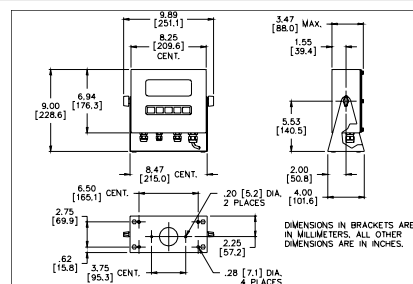 9.89
[251.1]
8.25
[209.6]
CENT.
3.47 MAX.
[88.0]
1.55
[39.4]
6.94
[176.3]
9.00
[228.6]
5.53
[140.5]
8.47 CENT.
[215.0]
2.00
[50.8]
4.00
[101.6]
6.50 CENT.
[165.1]
.20 [5.2] DIA,
2 PLACES
2.75
[69.9]
DIMENSIONS IN BRACKETS ARE
IN MILLIMETERS, ALL OTHER
DIMENSIONS ARE IN INCHES.
2.25
[57.2]
.62
[15.8]
3.75 CENT.
[95.3]
.28 [7.1] DIA,
4 PLACES